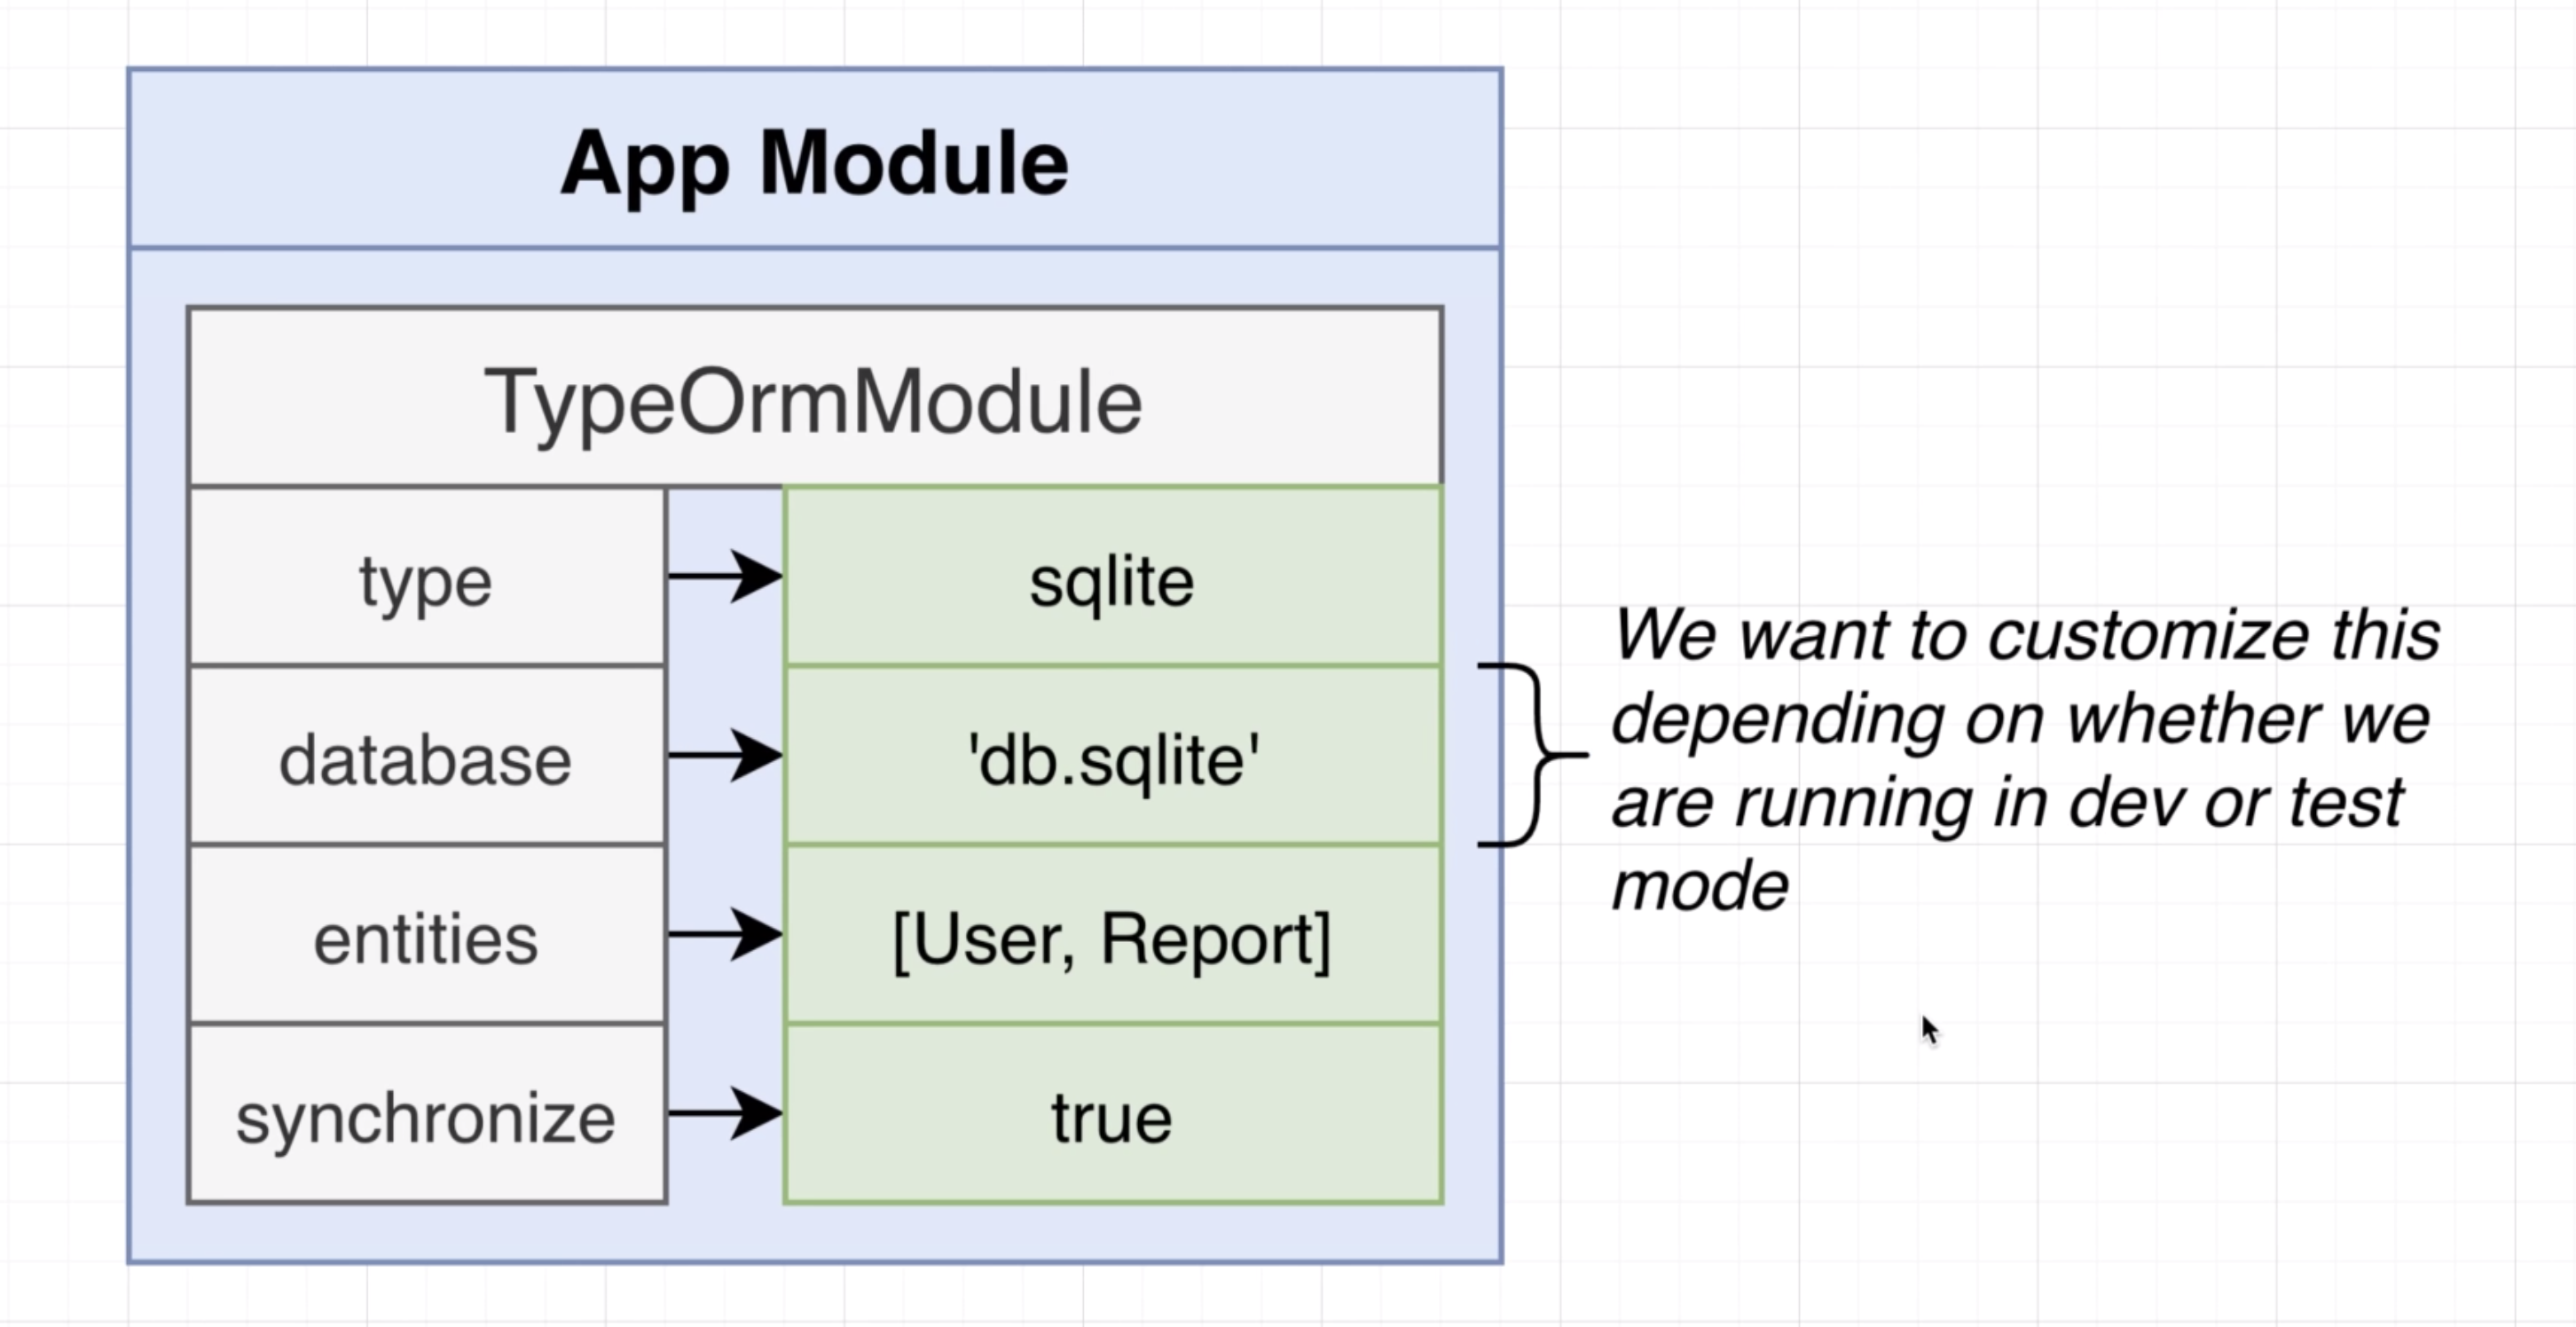 App Module
TypeOrmModule
type
sqlite
database
'db.sqlite'
entities
[User, Report]
synchronize
true
We want to customize this
depending on whether we
are running in dev or test
mode